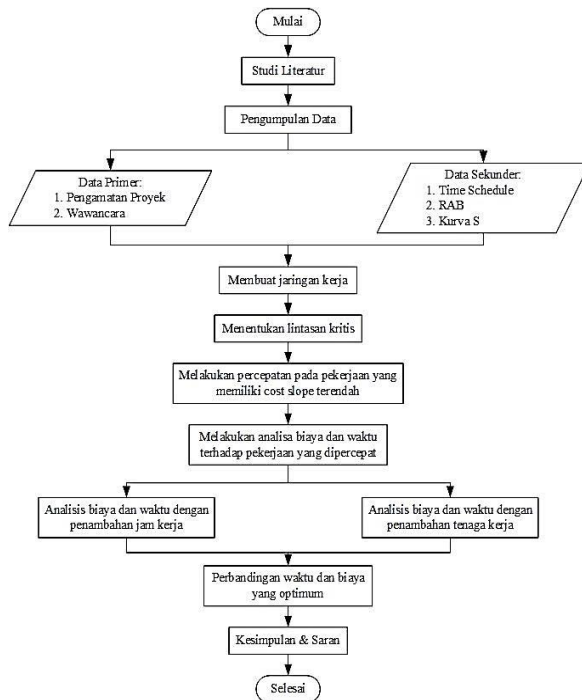 Mulai
Studi Literatur
Pengumpulan Data
Data Primer:
1. Pengamatan Proyek
2. Wawancara
Data Sekunder:
1. Time Schedule
2. RAB
3. Kurva S
Membuat jaringan kerja
Menentukan lintasan kritis
Melakukan percepatan pada pekerjaan yang
memiliki cost slope terendah
Melakukan analisa biaya dan waktu
terhadap pekerjaan yang dipercepat
Analisis biaya dan waktu dengan
penambahan jam kerja
Analisis biaya dan waktu dengan
penambahan tenaga kerja
Perbandingan waktu dan biaya
yang optimum
Kesimpulan & Saran
Selesai